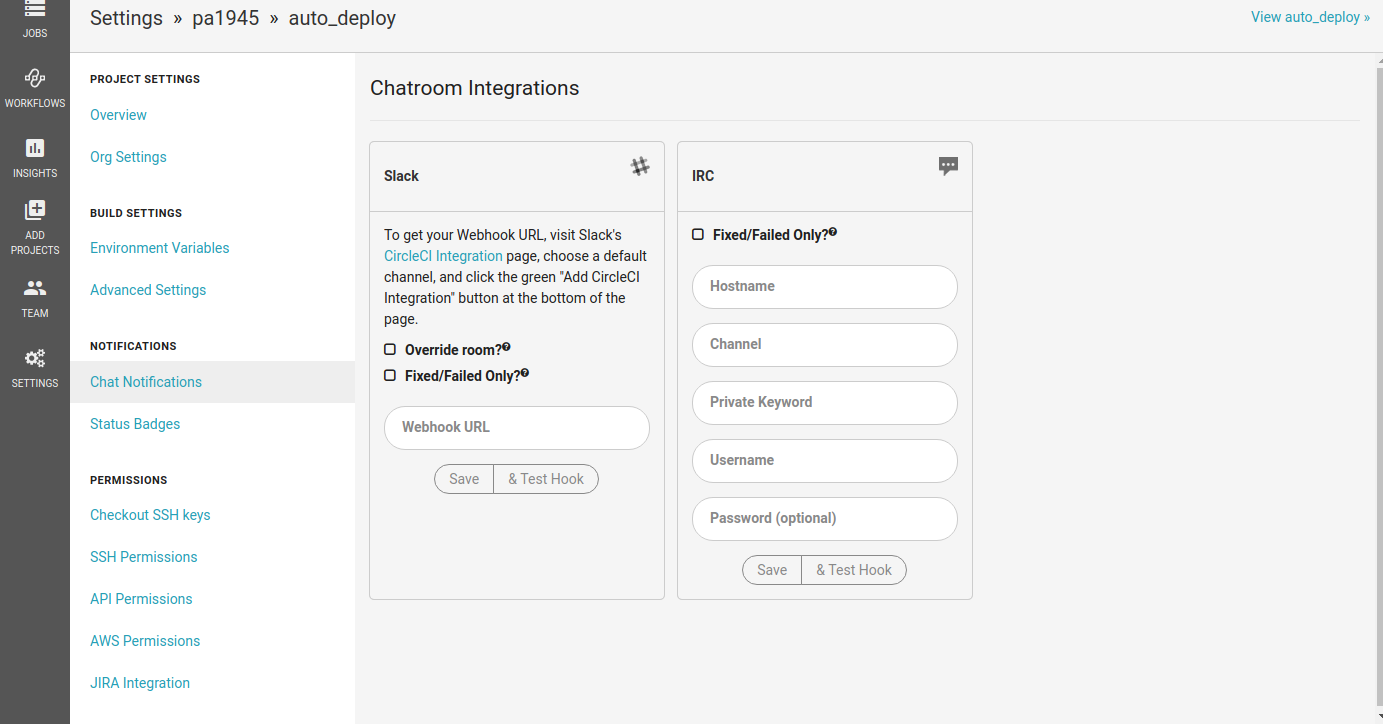 Settings » pa1945 » auto_deploy
View auto_deploy »
JOBS
WORKFLOWS
INSIGHTS
ADD
PROJECTS
TEAM
SETTINGS
PROJECT SETTINGS
Overview
Org Settings
BUILD SETTINGS
Environment Variables
Advanced Settings
NOTIFICATIONS
Chat Notifications
Status Badges
PERMISSIONS
Checkout SSH keys
SSH Permissions
API Permissions
AWS Permissions
JIRA Integration
Chatroom Integrations
Slack
To get your Webhook URL, visit Slack's
CircleCI Integration page, choose a default
channel, and click the green "Add CircleCI
Integration" button at the bottom of the
page.
Override room?
Fixed/Failed Only?
Webhook URL
Save & Test Hook
IRC
Fixed/Failed Only?
Hostname
Channel
Private Keyword
Username
Password (optional)
Save & Test Hook